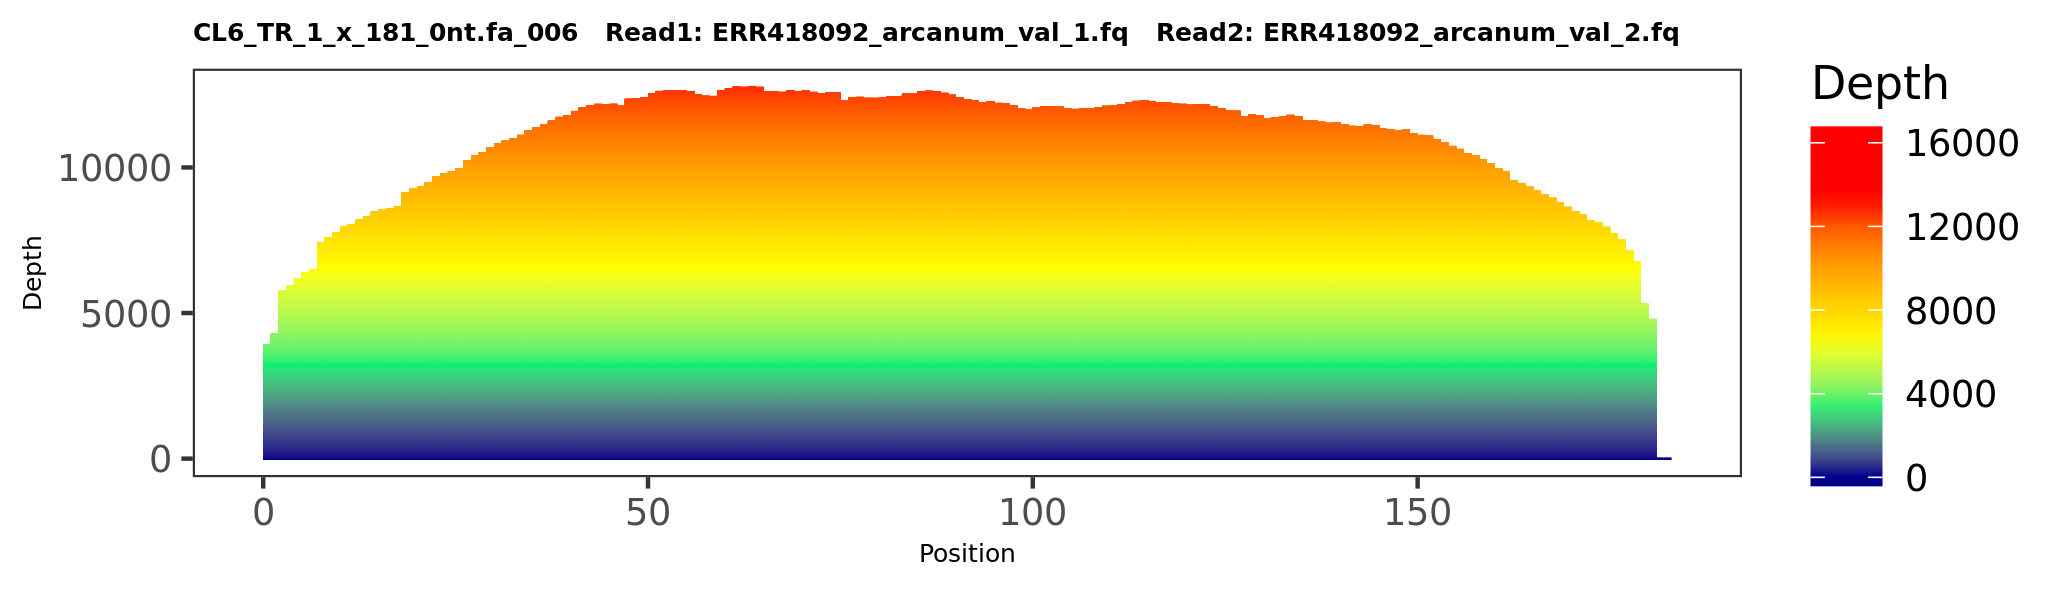 CL6_TR_1_x_181_0nt.fa_006   Read1: ERR418092_arcanum_val_1.fq   Read2: ERR418092_arcanum_val_2.fq
Depth
16000
12000
8000
4000
0
Depth
10000
5000
0
0 50 100 150
Position